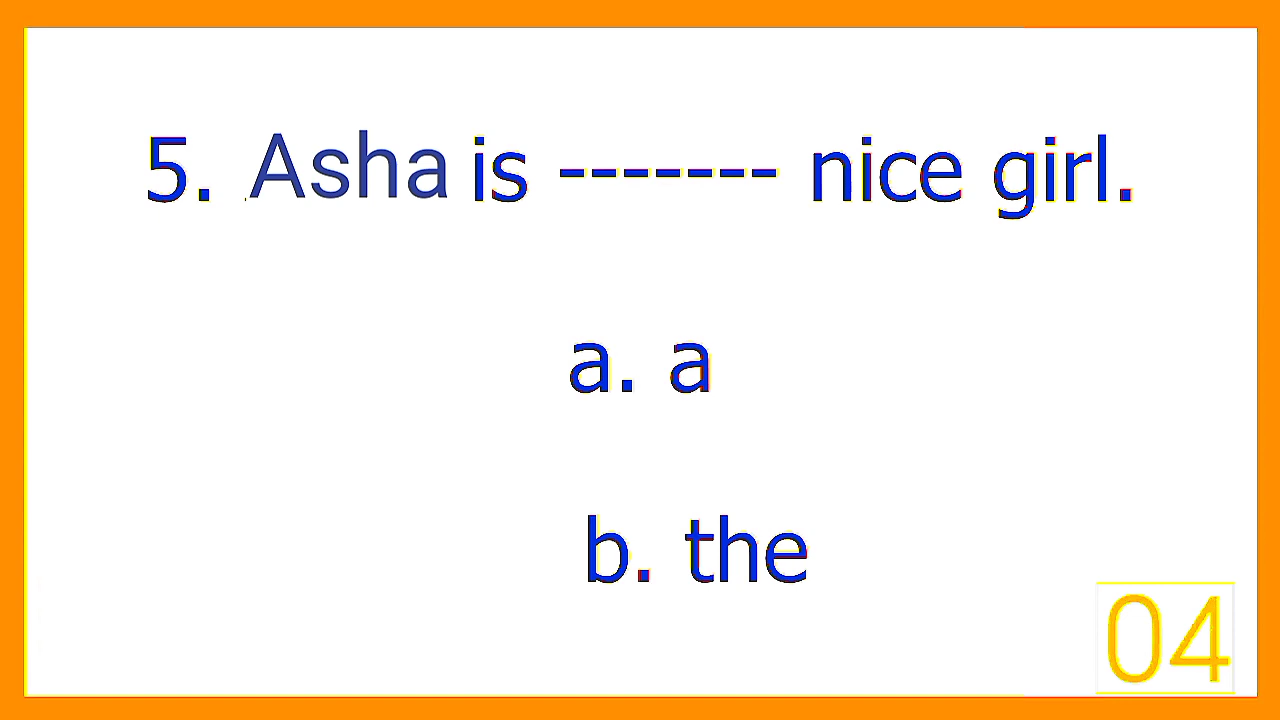 5. Asha is ------- nice girl.
a. a
b. the
04